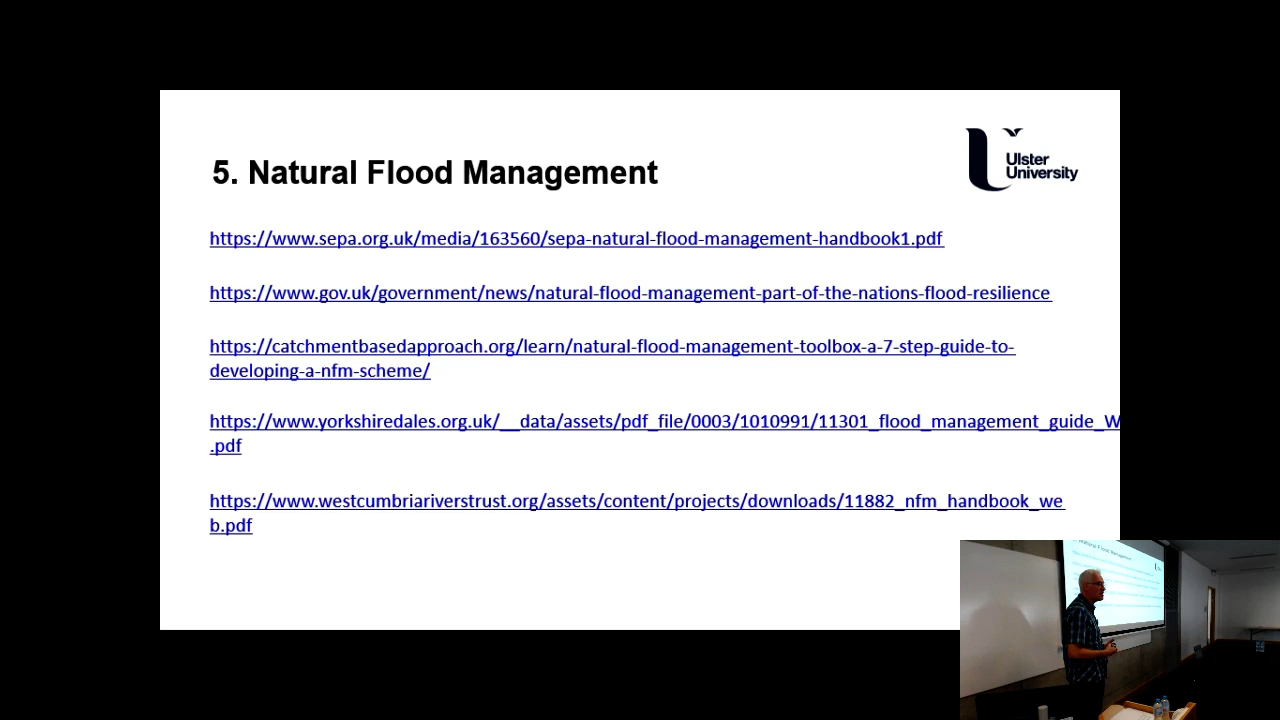 5. Natural Flood Management
Ulster
University
https://www.sepa.org.uk/media/163560/sepa-natural-flood-management-handbook1.pdf
https://www.gov.uk/government/news/natural-flood-management-part-of-the-nations-flood-resilience
https://catchmentbasedapproach.org/learn/natural-flood-management-toolbox-a-7-step-guide-to-
developing-a-nfm-scheme/
https://www.yorkshiredales.org.uk/__data/assets/pdf_file/0003/1010991/11301_flood_management_guide_W
.pdf
https://www.westcumbriariverstrust.org/assets/content/projects/downloads/11882_nfm_handbook_we
b.pdf
Natural Flood Management